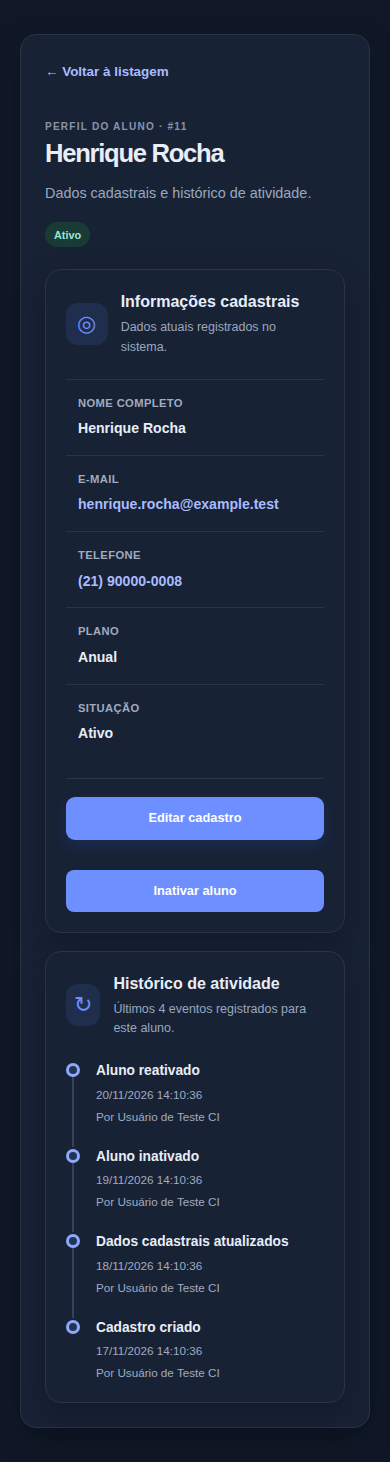 ← Voltar à listagem
PERFIL DO ALUNO · #11
Henrique Rocha
Dados cadastrais e histórico de atividade.
Ativo
Informações cadastrais
Dados atuais registrados no
sistema.
NOME COMPLETO
Henrique Rocha
E-MAIL
henrique.rocha@example.test
TELEFONE
(21) 90000-0008
PLANO
Anual
SITUAÇÃO
Ativo
Editar cadastro
Inativar aluno
Histórico de atividade
Últimos 4 eventos registrados para
este aluno.
Aluno reativado
20/11/2026 14:10:36
Por Usuário de Teste CI
Aluno inativado
19/11/2026 14:10:36
Por Usuário de Teste CI
Dados cadastrais atualizados
18/11/2026 14:10:36
Por Usuário de Teste CI
Cadastro criado
17/11/2026 14:10:36
Por Usuário de Teste CI